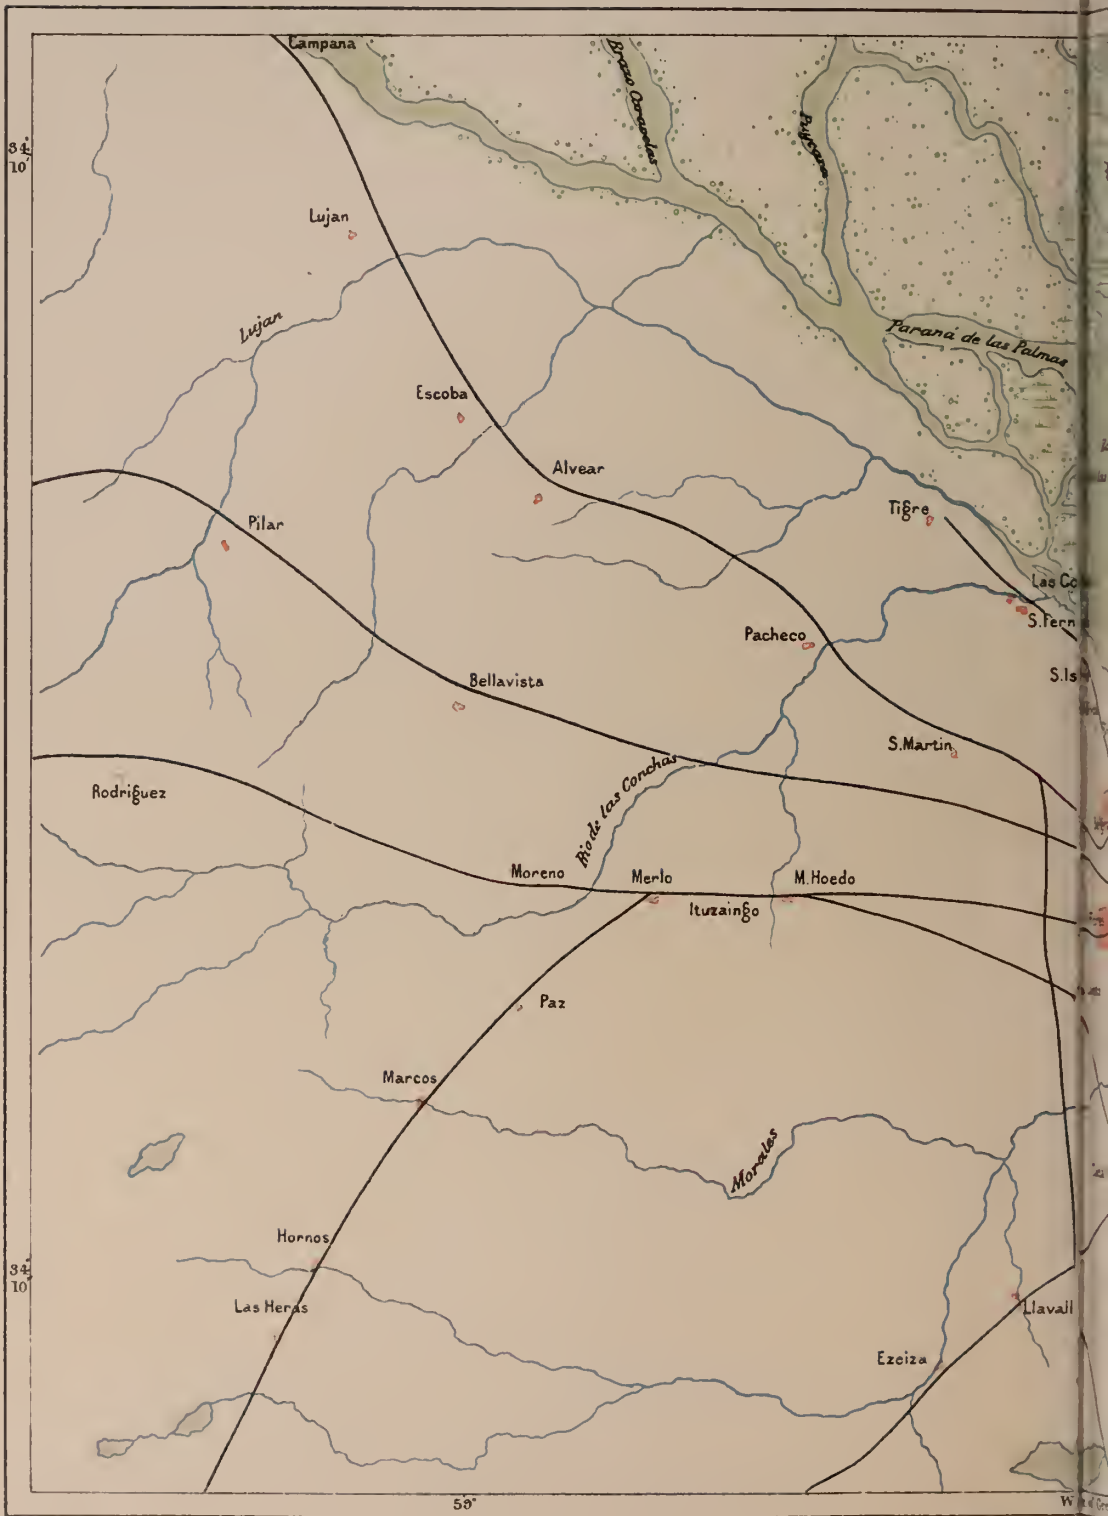 Campana
Brazo Caravelas
34°
10'
Lujan
Lujan
Paraná de las Palmas
Escoba
Alvear
Tigre
Pilar
Las Co
S.Fern
Pacheco
S.Is
Bellavista
S.Martin
Rodriguez
Rio de las Conchas
Moreno
Merlo
M.Hoedo
Ituzaingo
Paz
Marcos
Morales
Hornos
34°
10'
Las Heras
Llavall
Ezeiza
59°
W